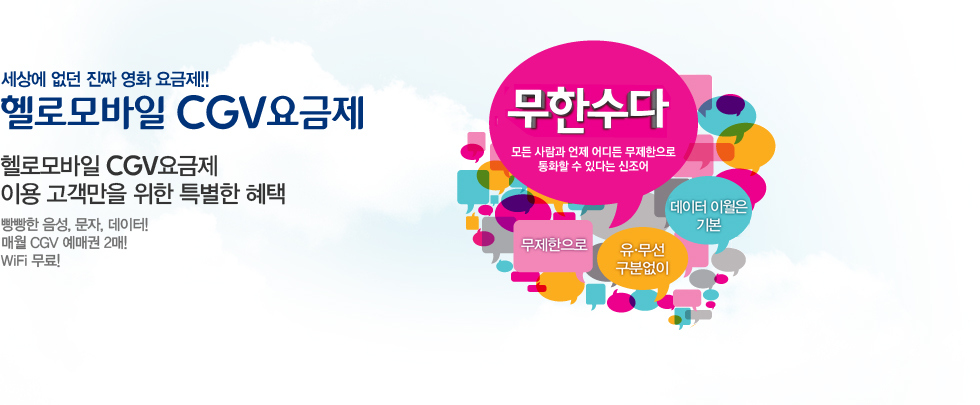 세상에 없던 진짜 영화 요금제!!
헬로모바일 CGV요금제
헬로모바일 CGV요금제
이용 고객만을 위한 특별한 혜택
빵빵한 음성, 문자, 데이터!
매월 CGV 예매권 2매!
WiFi 무료!
무한수다
모든 사람과 언제 어디든 무제한으로
통화할 수 있다는 신조어
데이터 이월은
기본
무제한으로
유·무선
구분없이